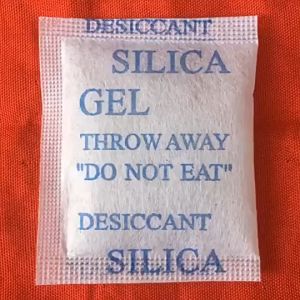 DESICCANT
SILICA
GEL
THROW AWAY
"DO NOT EAT"
DESICCANT
SILICA